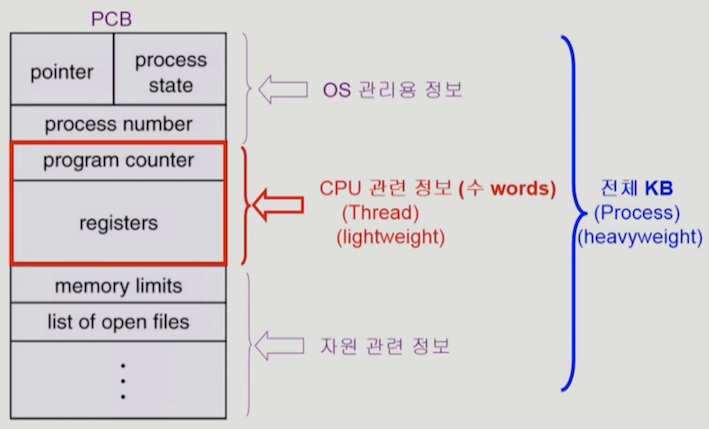 PCB
pointer
process
state
process number
program counter
registers
memory limits
list of open files
OS 관리용 정보
CPU 관련 정보 (수 words)
(Thread)
(lightweight)
자원 관련 정보
전체 KB
(Process)
(heavyweight)